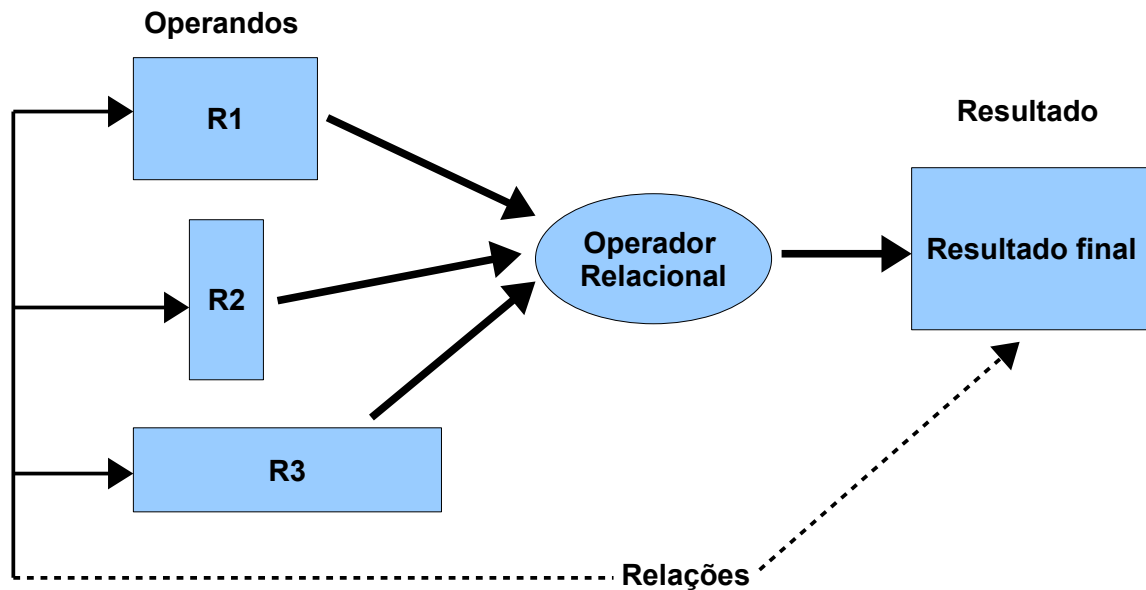 Operandos
R1
Resultado
R2
Operador
Relacional
Resultado final
R3
Relações